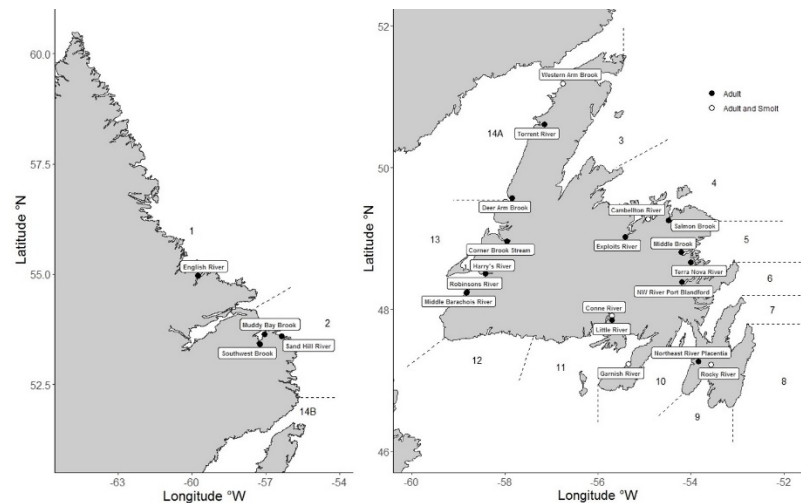 60.0
57.5
55.0
52.5
Latitude °N
-63
-60
-57
-54
Longitude °W
1
English River
2
Muddy Bay Brook
Sand Hill River
Southwest Brook
14B
52
50
48
46
Latitude °N
-60
-58
-56
-54
-52
Longitude °W
Adult
Adult and Smolt
Western Arm Brook
14A
Torrent River
3
4
Deer Arm Brook
Cambellton River
Salmon Brook
13
Corner Brook Stream
Exploits River
Middle Brook
5
Harry's River
Terra Nova River
6
Robinsons River
NW River Port Blandford
Middle Barachois River
7
Conne River
Little River
12
11
Northeast River Placentia
Garnish River
10
Rocky River
8
9